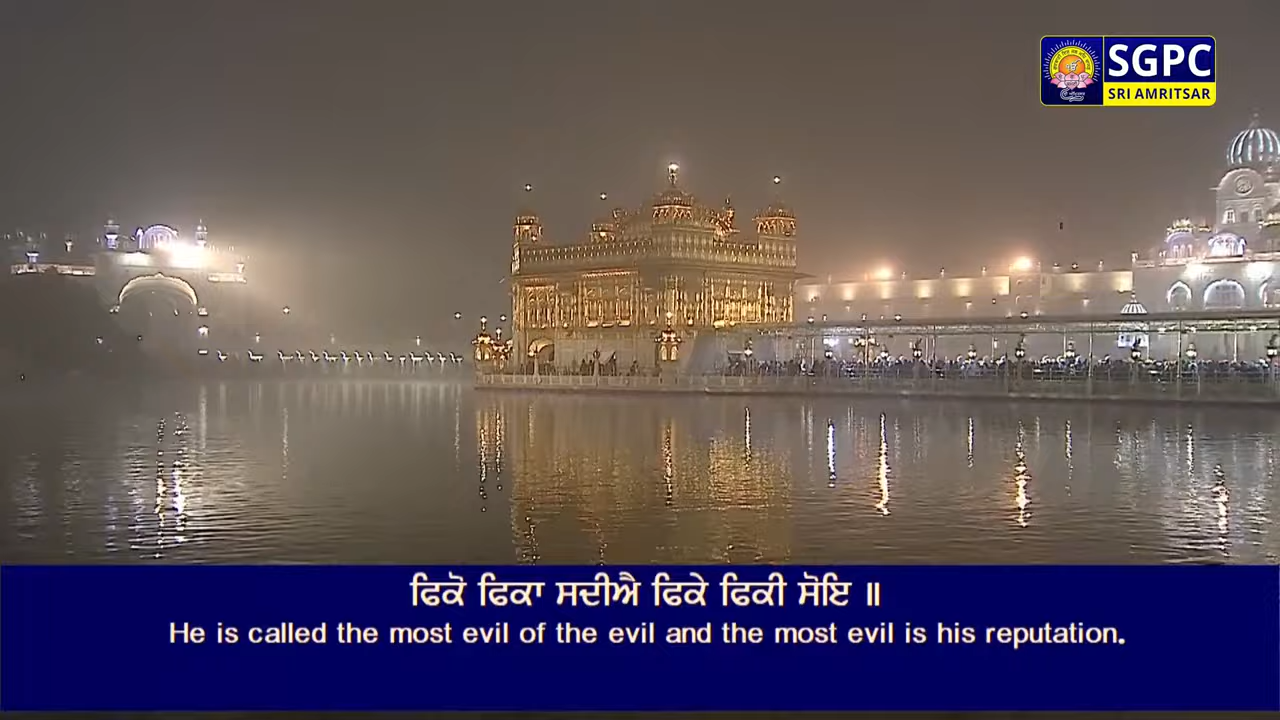 SGPC
SRI AMRITSAR
ਫਿਕੋ ਫਿਕਾ ਸਦੀਐ ਫਿਕੇ ਫਿਕੀ ਸੋਇ ॥
He is called the most evil of the evil and the most evil is his reputation.